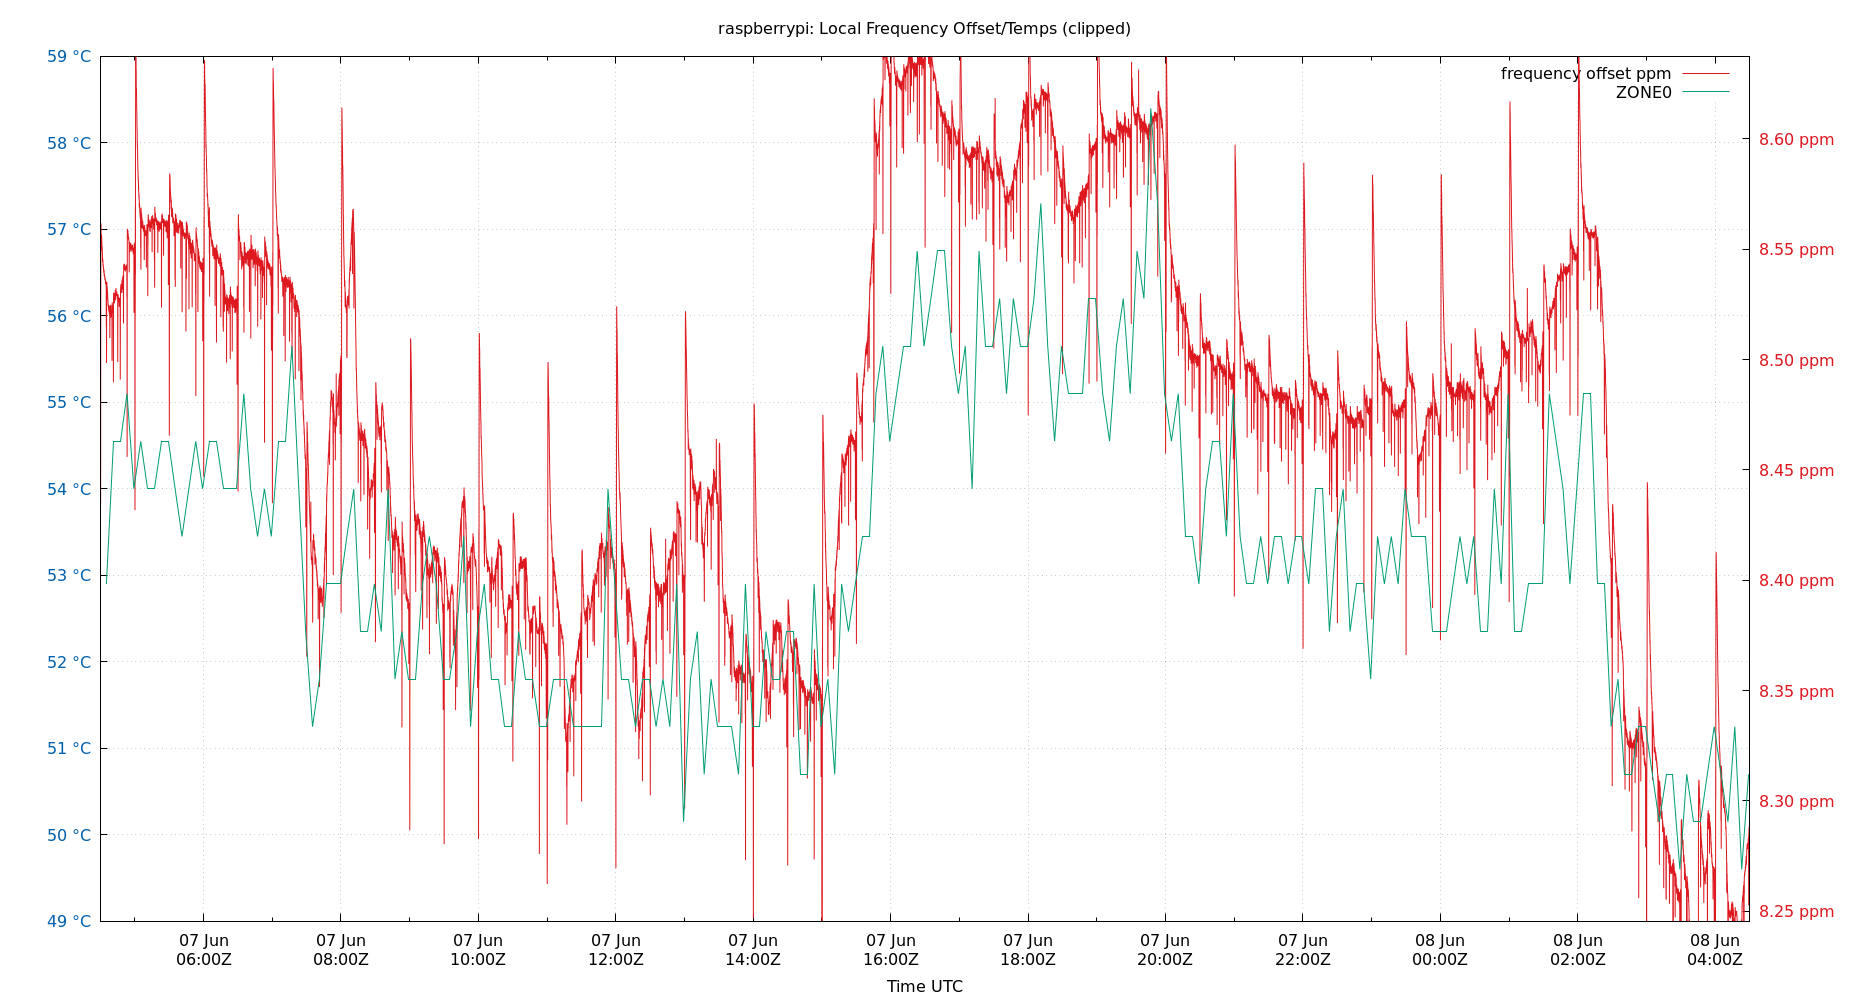 raspberrypi: Local Frequency Offset/Temps (clipped)
frequency offset ppm
ZONE0
59 °C
58 °C
57 °C
56 °C
55 °C
54 °C
53 °C
52 °C
51 °C
50 °C
49 °C
8.60 ppm
8.55 ppm
8.50 ppm
8.45 ppm
8.40 ppm
8.35 ppm
8.30 ppm
8.25 ppm
07 Jun 07 Jun 07 Jun 07 Jun 07 Jun 07 Jun 07 Jun 07 Jun 07 Jun 08 Jun 08 Jun 08 Jun
06:00Z 08:00Z 10:00Z 12:00Z 14:00Z 16:00Z 18:00Z 20:00Z 22:00Z 00:00Z 02:00Z 04:00Z
Time UTC